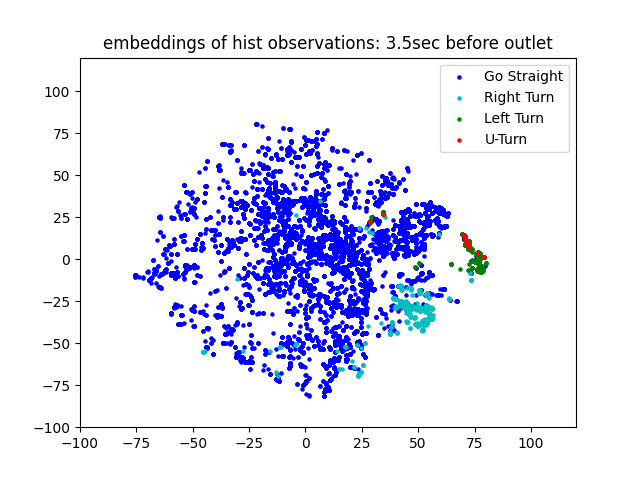 embeddings of hist observations: 3.5sec before outlet
Go Straight
Right Turn
Left Turn
U-Turn
100
75
50
25
0
−25
−50
−75
−100
−100 −75 −50 −25 0 25 50 75 100